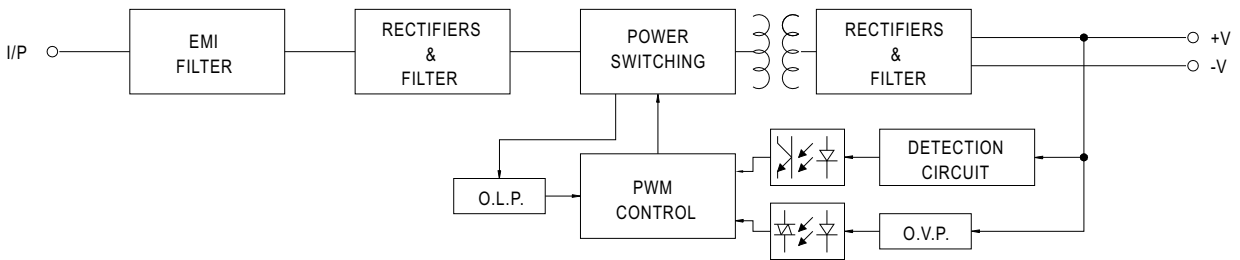 I/P
EMI
FILTER
RECTIFIERS
&
FILTER
POWER
SWITCHING
RECTIFIERS
&
FILTER
+V
-V
O.L.P.
PWM
CONTROL
DETECTION
CIRCUIT
O.V.P.